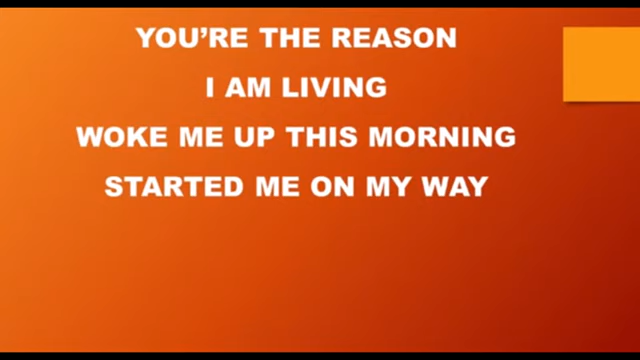 YOU’RE THE REASON
I AM LIVING
WOKE ME UP THIS MORNING
STARTED ME ON MY WAY